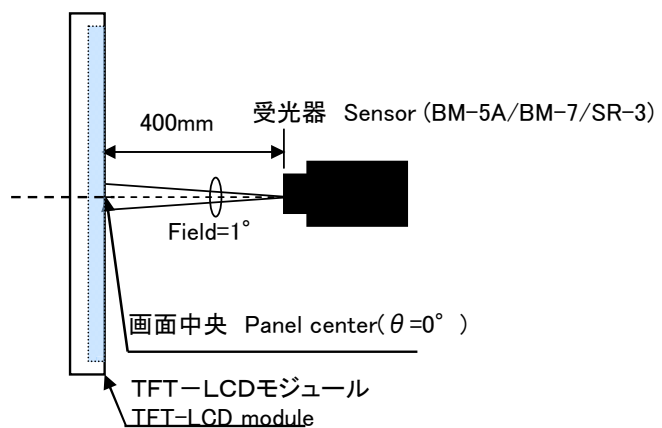 受光器 Sensor (BM-5A/BM-7/SR-3)
400mm
Field=1°
画面中央 Panel center(θ=0° )
TFT－LCDモジュール
TFT-LCD module